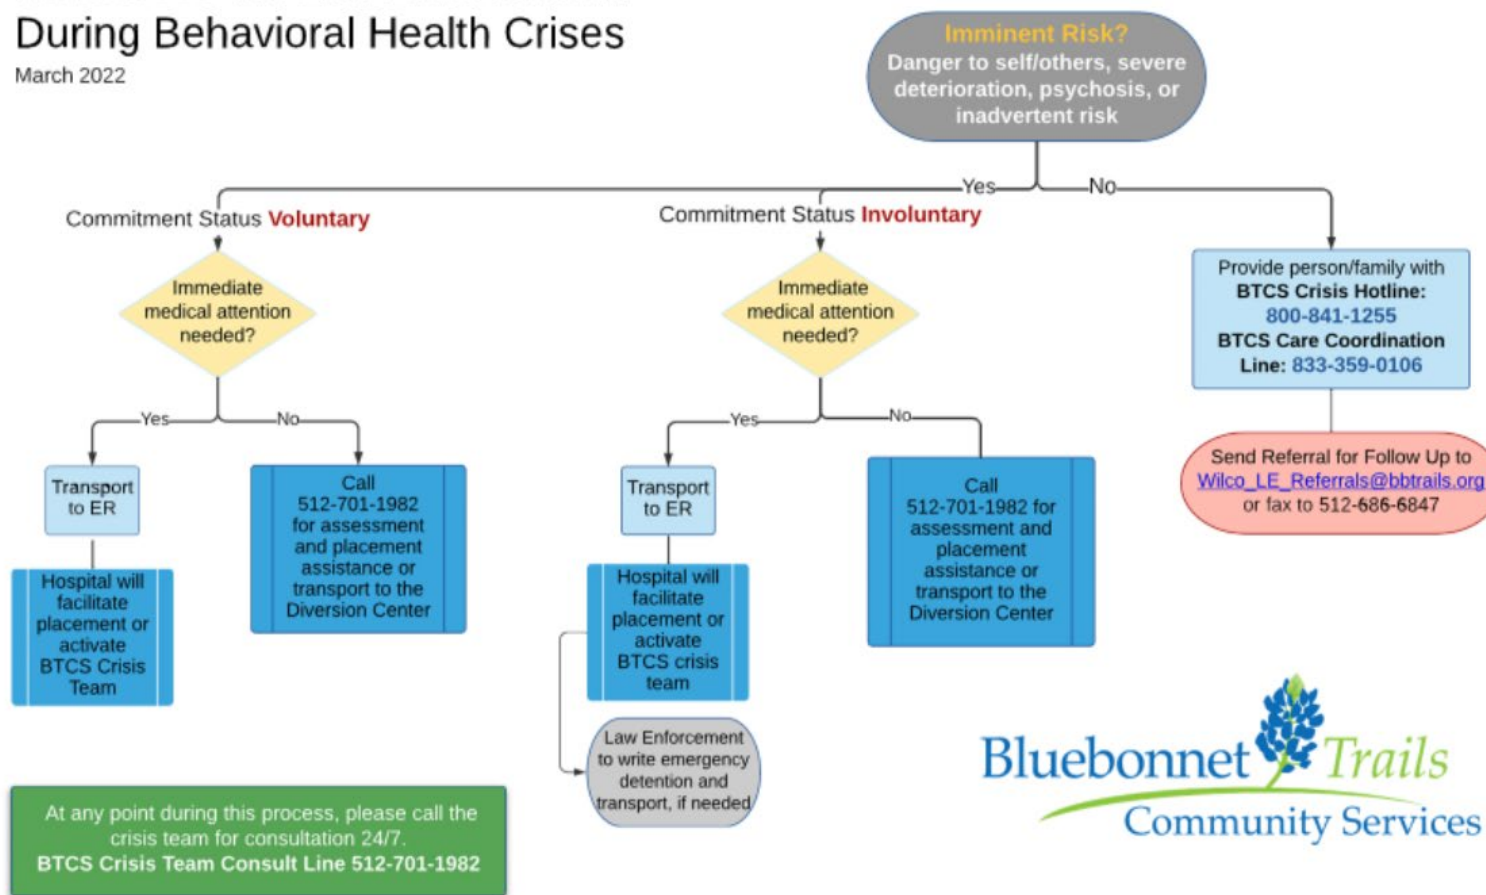 During Behavioral Health Crises
March 2022
Imminent Risk?
Danger to self/others, severe
deterioration, psychosis, or
inadvertent risk
Yes
No
Commitment Status Voluntary
Commitment Status Involuntary
Immediate
medical attention
needed?
Yes
No
Transport
to ER
Hospital will
facilitate
placement or
activate
BTCS Crisis
Team
Call
512-701-1982
for assessment
and placement
assistance or
transport to the
Diversion Center
Immediate
medical attention
needed?
Yes
No
Transport
to ER
Hospital will
facilitate
placement or
activate
BTCS crisis
team
Law Enforcement
to write emergency
detention and
transport, if needed
Call
512-701-1982 for
assessment and
placement
assistance or
transport to the
Diversion Center
Provide person/family with
BTCS Crisis Hotline:
800-841-1255
BTCS Care Coordination
Line: 833-359-0106
Send Referral for Follow Up to
Wilco_LE_Referrals@bbtrails.org
or fax to 512-686-6847
At any point during this process, please call the
crisis team for consultation 24/7.
BTCS Crisis Team Consult Line 512-701-1982
Bluebonnet Trails
Community Services